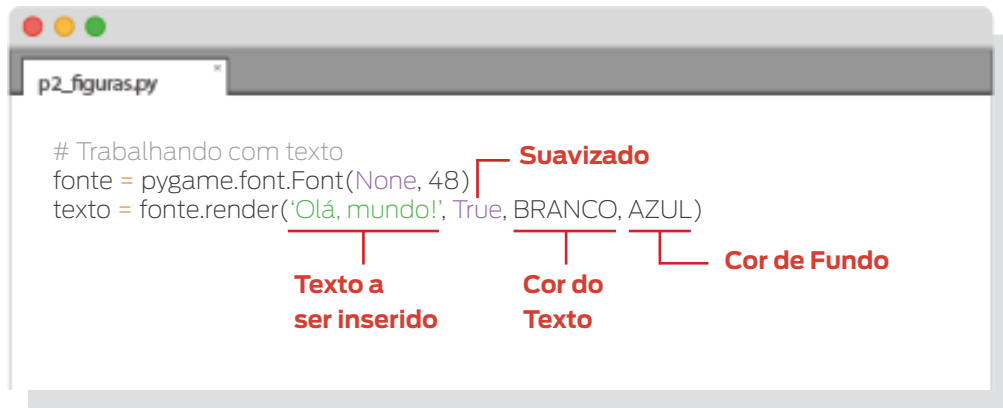 p2_figuras.py ×
# Trabalhando com texto
Suavizado
fonte = pygame.font.Font(None, 48)
texto = fonte.render(‘Olá, mundo!’, True, BRANCO, AZUL)
Cor de Fundo
Texto a
ser inserido
Cor do
Texto